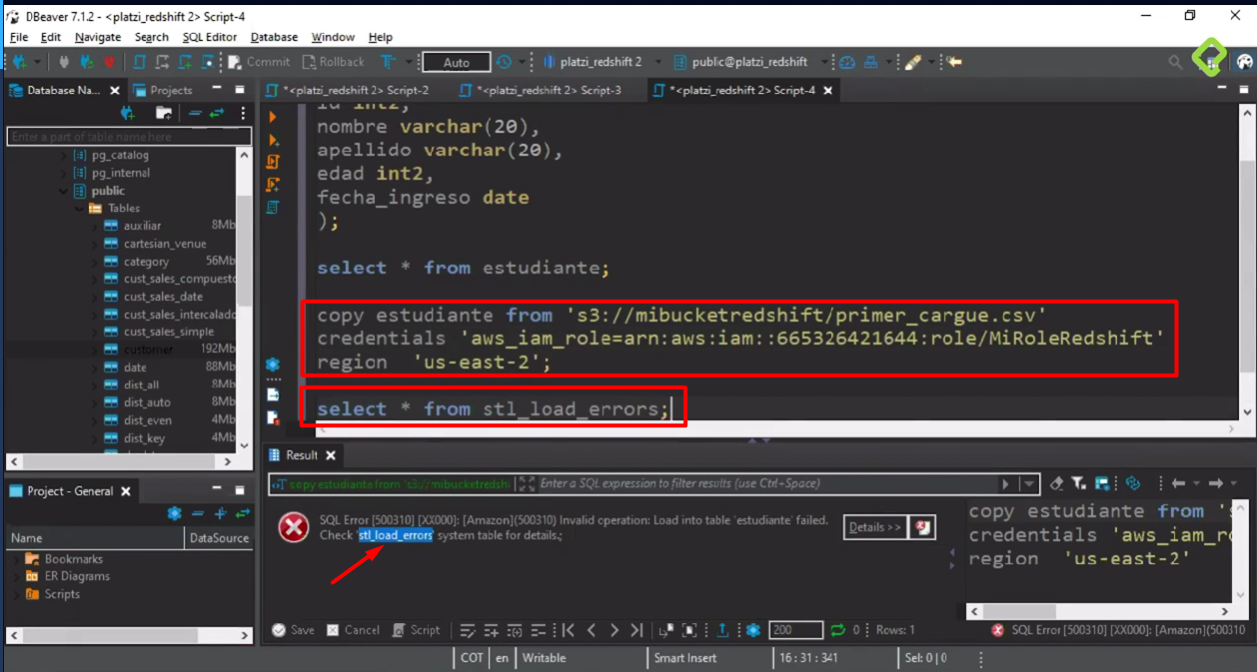 DBeaver 7.1.2 - <platzi_redshift 2> Script-4
File Edit Navigate Search SQL Editor Database Window Help
Commit Rollback Auto platzi_redshift 2 public@platzi_redshift
Database Na... Projects *<platzi_redshift 2> Script-2 *<platzi_redshift 2> Script-3 *<platzi_redshift 2> Script-4
Enter a part of table name here
pg_catalog
pg_internal
public
Tables
auxiliar 8Mb
cartesian_venue
category 56Mb
cust_sales_compuesto
cust_sales_date
cust_sales_intercalado
cust_sales_simple
customer 192Mb
date 88Mb
dist_all 8Mb
dist_auto 8Mb
dist_even 4Mb
dist_key 4Mb
id int2,
nombre varchar(20),
apellido varchar(20),
edad int2,
fecha_ingreso date
);
select * from estudiante;
copy estudiante from 's3://mibucketredshift/primer_cargue.csv'
credentials 'aws_iam_role=arn:aws:iam::665326421644:role/MiRoleRedshift'
region 'us-east-2';
select * from stl_load_errors;
Project - General
Name DataSource
Bookmarks
ER Diagrams
Scripts
Result
copy estudiante from 's3://mibucketredsh Enter a SQL expression to filter results (use Ctrl+Space)
SQL Error [500310] [XX000]: [Amazon](500310) Invalid operation: Load into table 'estudiante' failed.
Check 'stl_load_errors' system table for details.;
Details >>
copy estudiante from 's
credentials 'aws_iam_ro
region 'us-east-2'
Save Cancel Script 200 0 Rows: 1 SQL Error [500310] [XX000]: [Amazon](500310
COT en Writable Smart Insert 16 : 31 : 341 Sel: 0 | 0